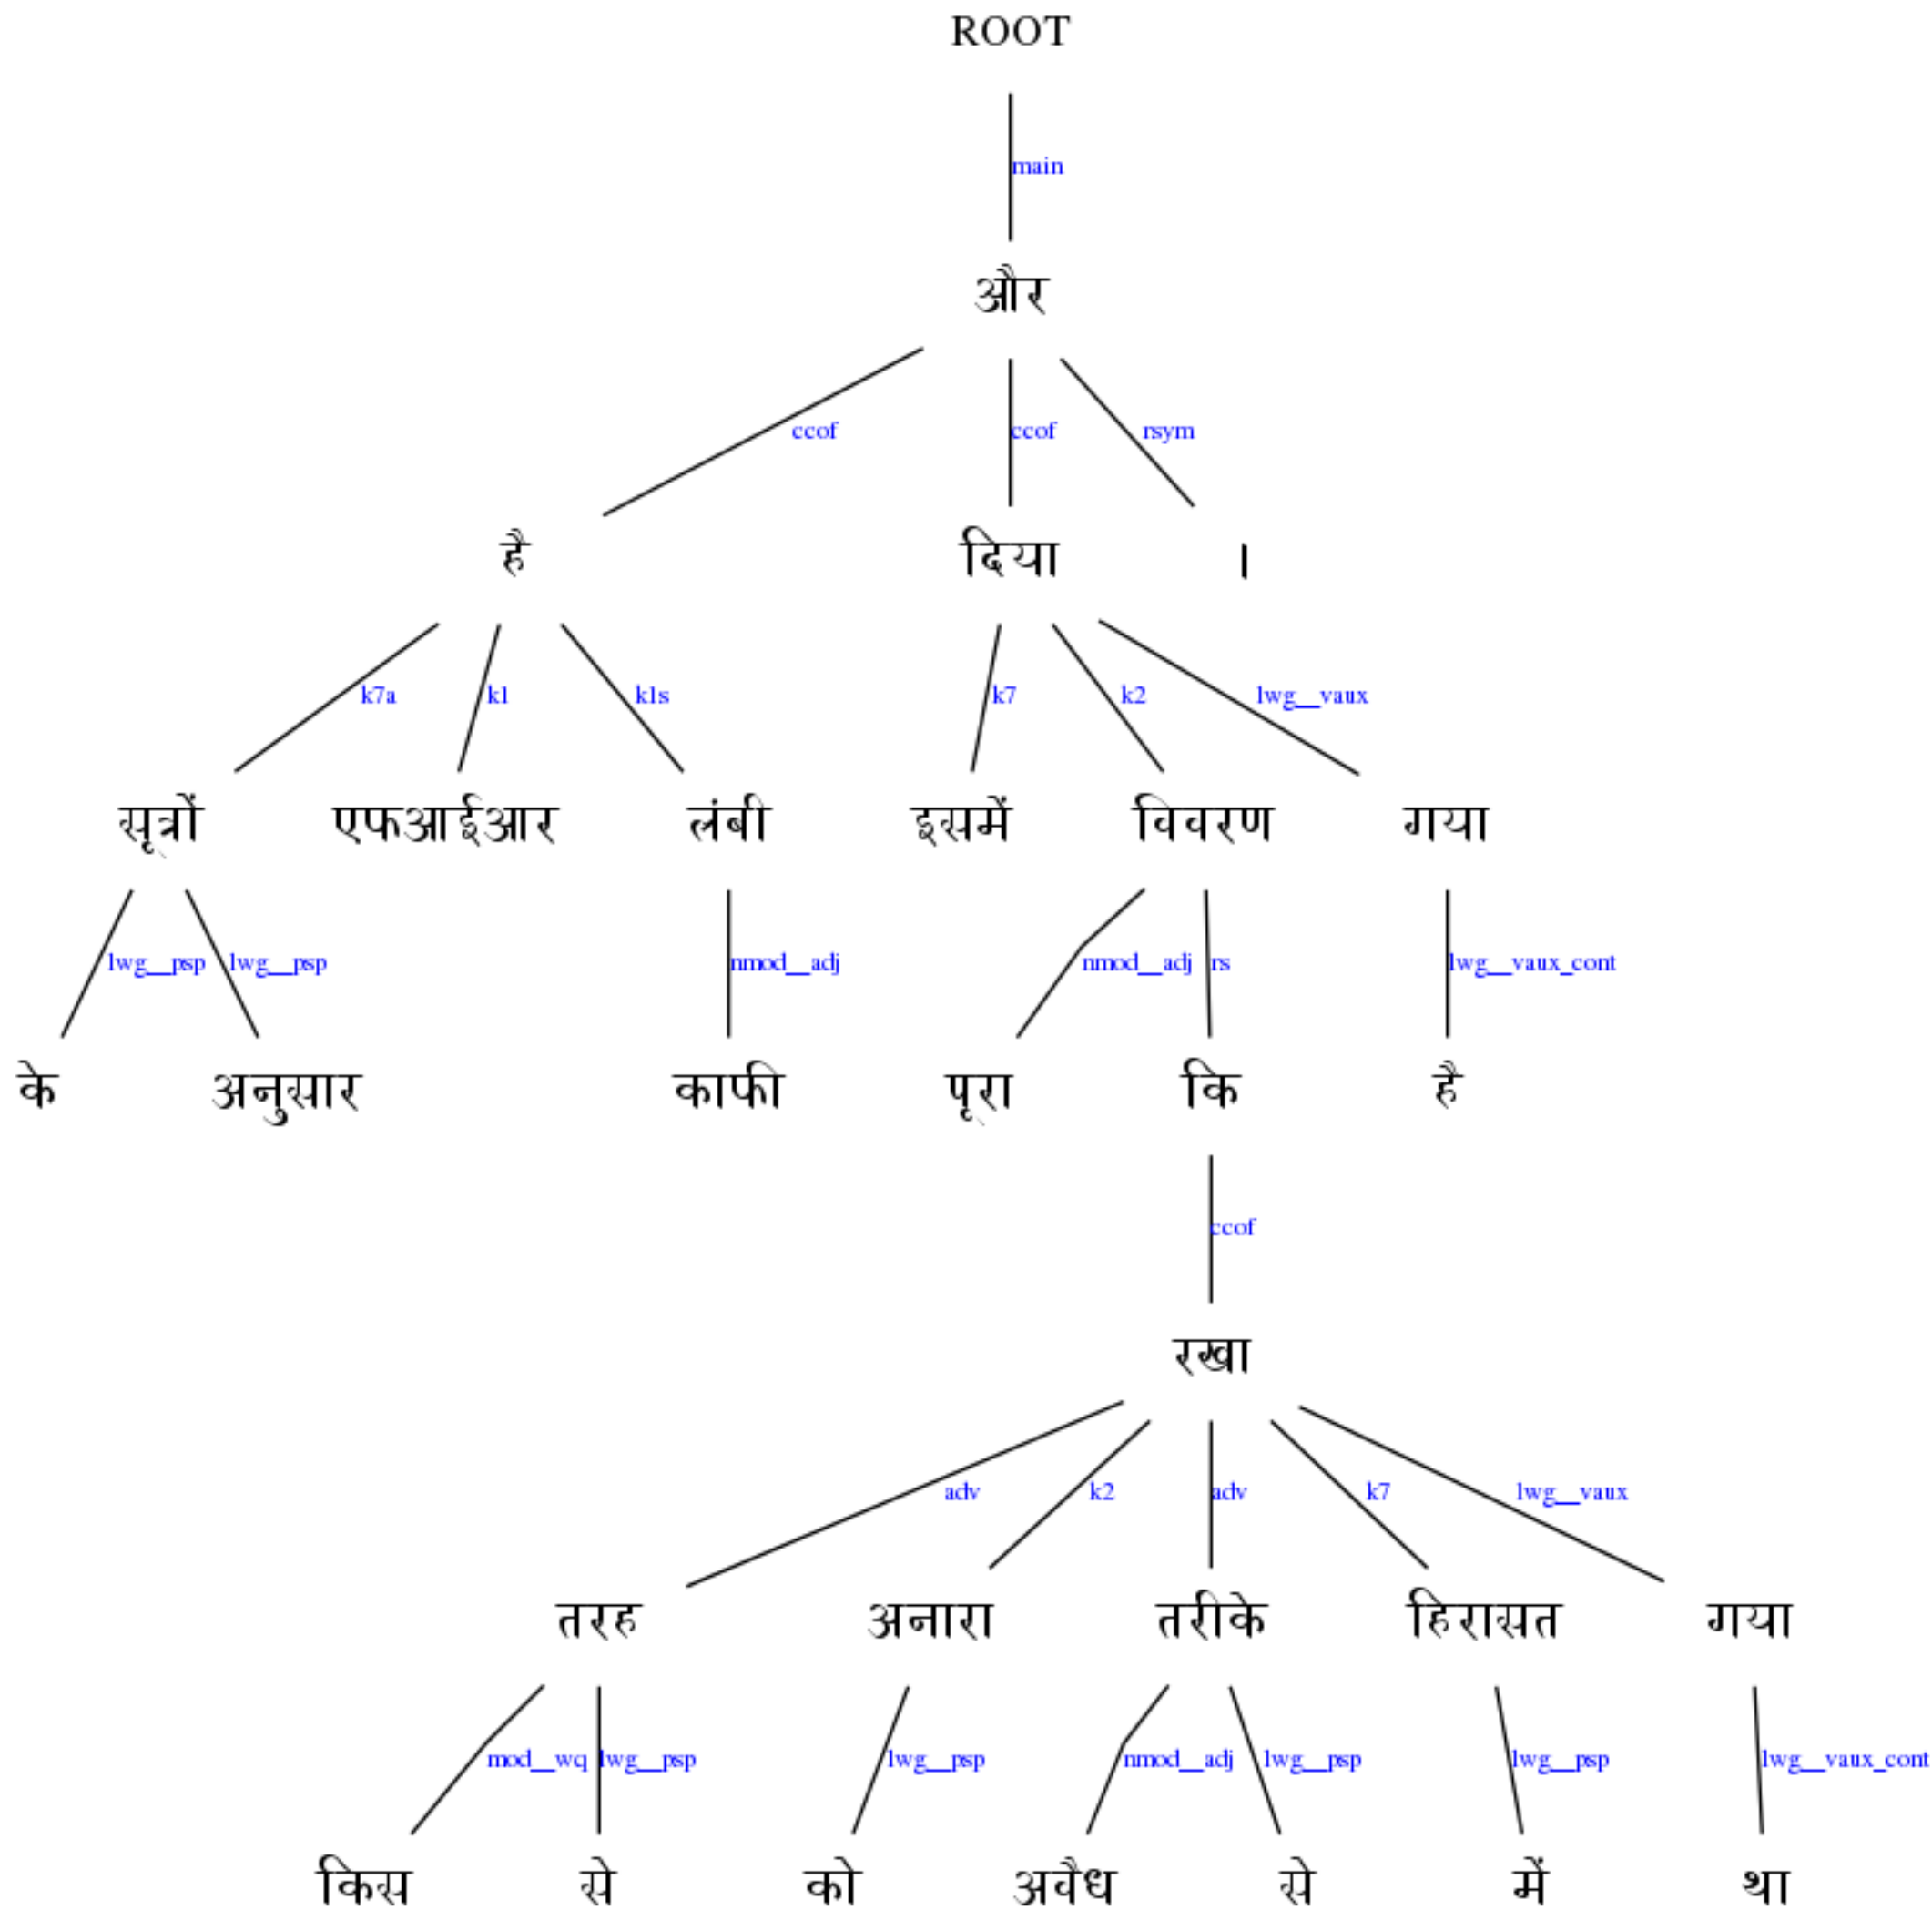 ROOT
main
और
ccof ccof rsym
है दिया ।
k7a k1 k1s k7 k2 lwg__vaux
सूत्रों एफआईआर लंबी इसमें विवरण गया
lwg__psp lwg__psp nmod__adj nmod__adj rs lwg__vaux_cont
के अनुसार काफी पूरा कि है
ccof
रखा
adv k2 adv k7 lwg__vaux
तरह अनारा तरीके हिरासत गया
mod__wq lwg__psp lwg__psp nmod__adj lwg__psp lwg__psp lwg__vaux_cont
किस से को अवैध से में था